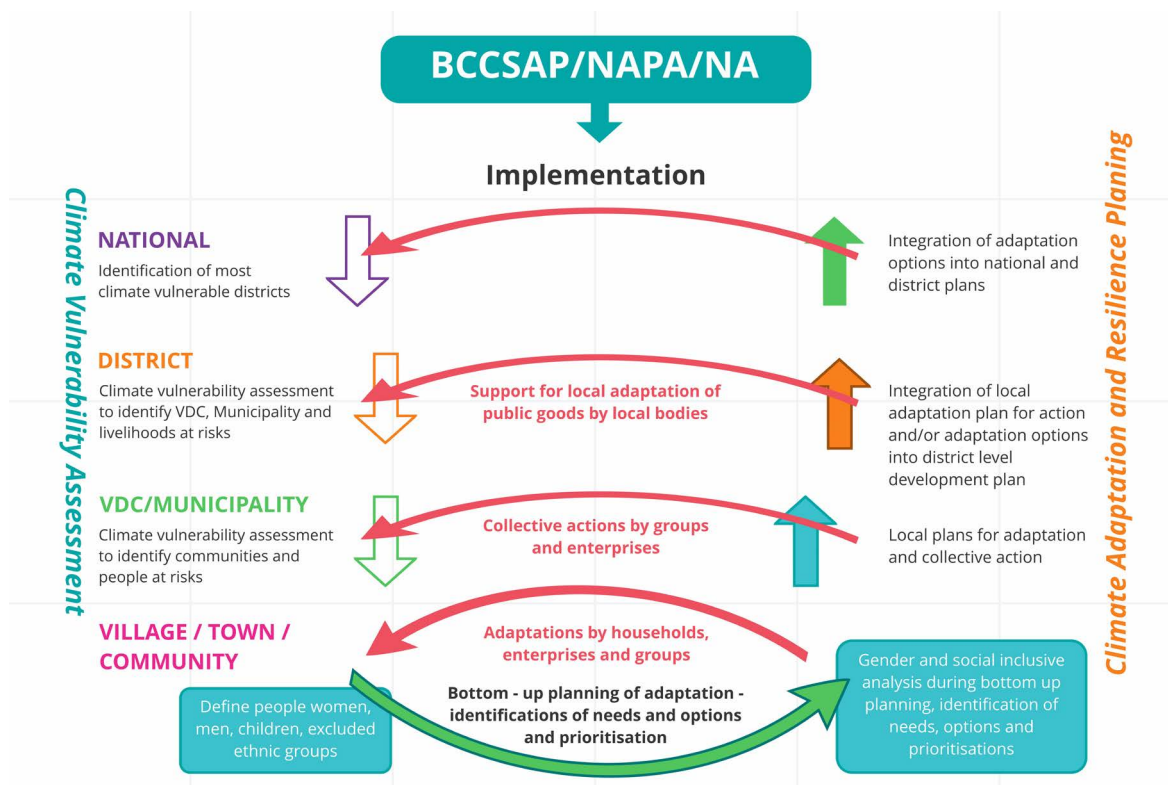 BCCSAP/NAPA/NA
Implementation
Climate Vulnerability Assessment
NATIONAL
Identification of most
climate vulnerable districts
Integration of adaptation
options into national and
district plans
DISTRICT
Climate vulnerability assessment
to identify VDC, Municipality and
livelihoods at risks
Support for local adaptation of
public goods by local bodies
Integration of local
adaptation plan for action
and/or adaptation options
into district level
development plan
VDC/MUNICIPALITY
Climate vulnerability assessment
to identify communities and
people at risks
Collective actions by groups
and enterprises
Local plans for adaptation
and collective action
VILLAGE / TOWN /
COMMUNITY
Adaptations by households,
enterprises and groups
Define people women,
men, children, excluded
ethnic groups
Bottom - up planning of adaptation -
identifications of needs and options
and prioritisation
Gender and social inclusive
analysis during bottom up
planning, identification of
needs, options and
prioritisations
Climate Adaptation and Resilience Planing